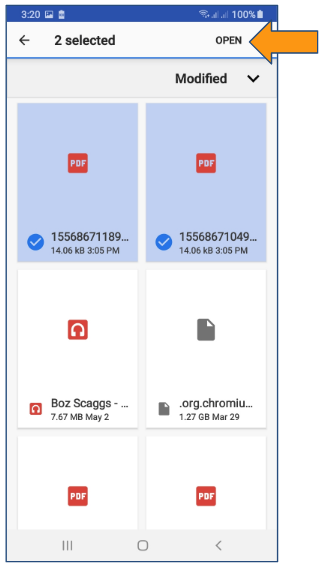 3:20 100%
2 selected OPEN
Modified
PDF PDF
15568671189... 15568671049...
14.06 kB 3:05 PM 14.06 kB 3:05 PM
Boz Scaggs - ... .org.chromiu...
7.67 MB May 2 1.27 GB Mar 29
PDF PDF